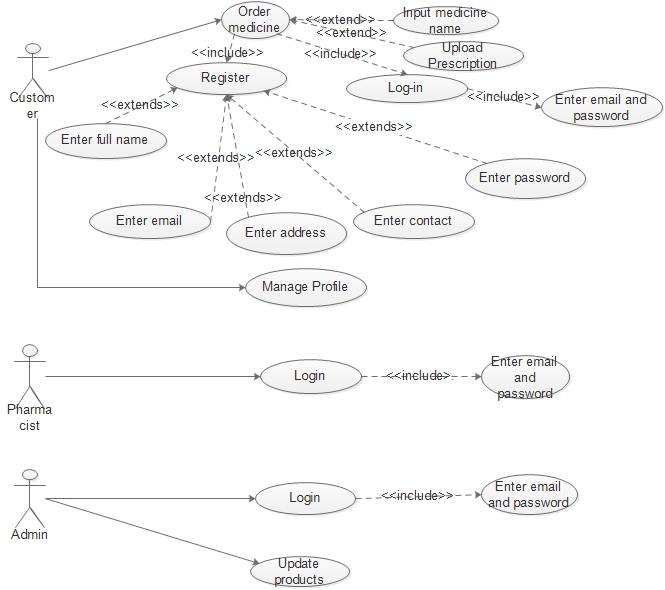 Order
medicine
<<extend>>
Input medicine
name
<<extend>>
Upload
Prescription
<<include>>
<<include>>
Register
Log-in
<<include>>
Enter email and
password
Custom
er
<<extends>>
<<extends>>
Enter full name
<<extends>>
<<extends>>
Enter password
<<extends>>
Enter email
Enter address
Enter contact
Manage Profile
Pharma
cist
Login
<<include>
Enter email
and
password
Admin
Login
<<include>>
Enter email
and password
Update
products